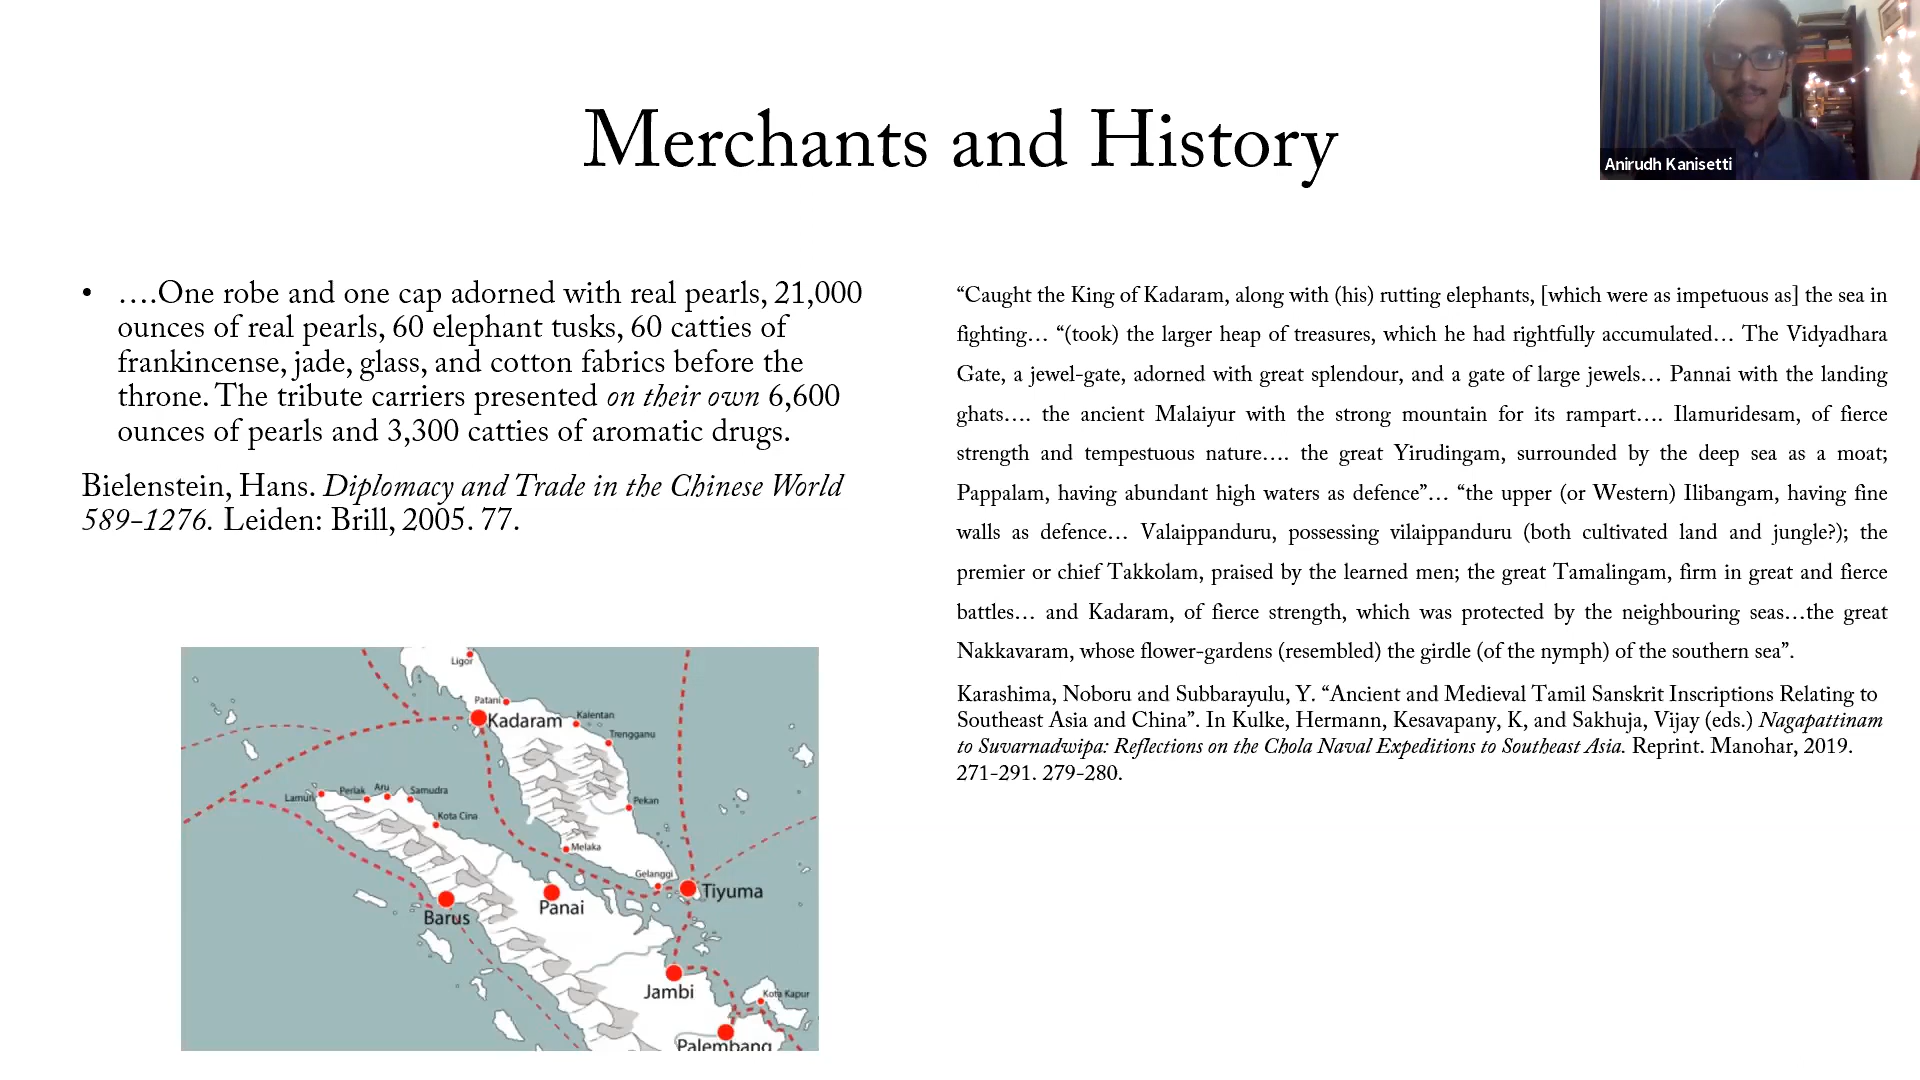 Merchants and History
Anirudh Kanisetti
• ….One robe and one cap adorned with real pearls, 21,000
ounces of real pearls, 60 elephant tusks, 60 catties of
frankincense, jade, glass, and cotton fabrics before the
throne. The tribute carriers presented on their own 6,600
ounces of pearls and 3,300 catties of aromatic drugs.
Bielenstein, Hans. Diplomacy and Trade in the Chinese World
589-1276. Leiden: Brill, 2005. 77.
“Caught the King of Kadaram, along with (his) rutting elephants, [which were as impetuous as] the sea in
fighting… “(took) the larger heap of treasures, which he had rightfully accumulated… The Vidyadhara
Gate, a jewel-gate, adorned with great splendour, and a gate of large jewels… Pannai with the landing
ghats…. the ancient Malaiyur with the strong mountain for its rampart…. Ilamuridesam, of fierce
strength and tempestuous nature…. the great Yirudingam, surrounded by the deep sea as a moat;
Pappalam, having abundant high waters as defence”… “the upper (or Western) Ilibangam, having fine
walls as defence… Valaippanduru, possessing vilaippanduru (both cultivated land and jungle?); the
premier or chief Takkolam, praised by the learned men; the great Tamalingam, firm in great and fierce
battles… and Kadaram, of fierce strength, which was protected by the neighbouring seas…the great
Nakkavaram, whose flower-gardens (resembled) the girdle (of the nymph) of the southern sea”.
Karashima, Noboru and Subbarayulu, Y. “Ancient and Medieval Tamil Sanskrit Inscriptions Relating to
Southeast Asia and China”. In Kulke, Hermann, Kesavapany, K, and Sakhuja, Vijay (eds.) Nagapattinam
to Suvarnadwipa: Reflections on the Chola Naval Expeditions to Southeast Asia. Reprint. Manohar, 2019.
271-291. 279-280.
Ligor
Patani
Kadaram
Kalentan
Trengganu
Lamuri
Perlak
Aru
Samudra
Kota Cina
Pekan
Melaka
Gelanggi
Tiyuma
Barus
Panai
Jambi
Kota Kapur
Palembang